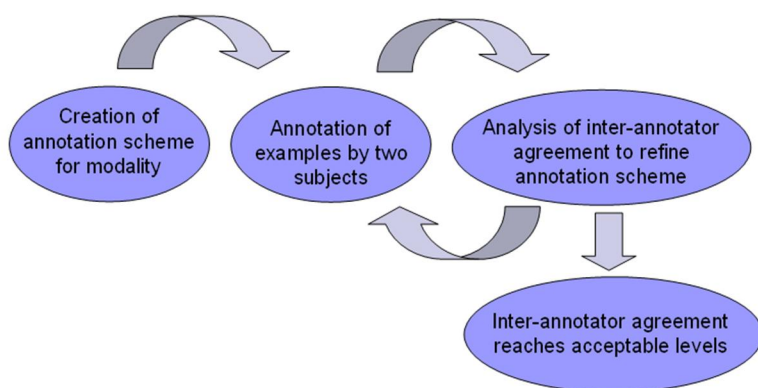 Creation of
annotation scheme
for modality
Annotation of
examples by two
subjects
Analysis of inter-annotator
agreement to refine
annotation scheme
Inter-annotator agreement
reaches acceptable levels